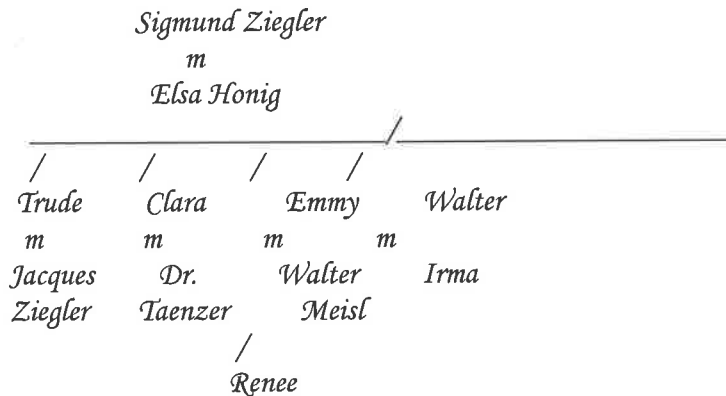 Sigmund Ziegler
m
Elsa Honig
Trude Clara Emmy Walter
m m m m
Jacques Dr. Walter Irma
Ziegler Taenzer Meisl
Renee